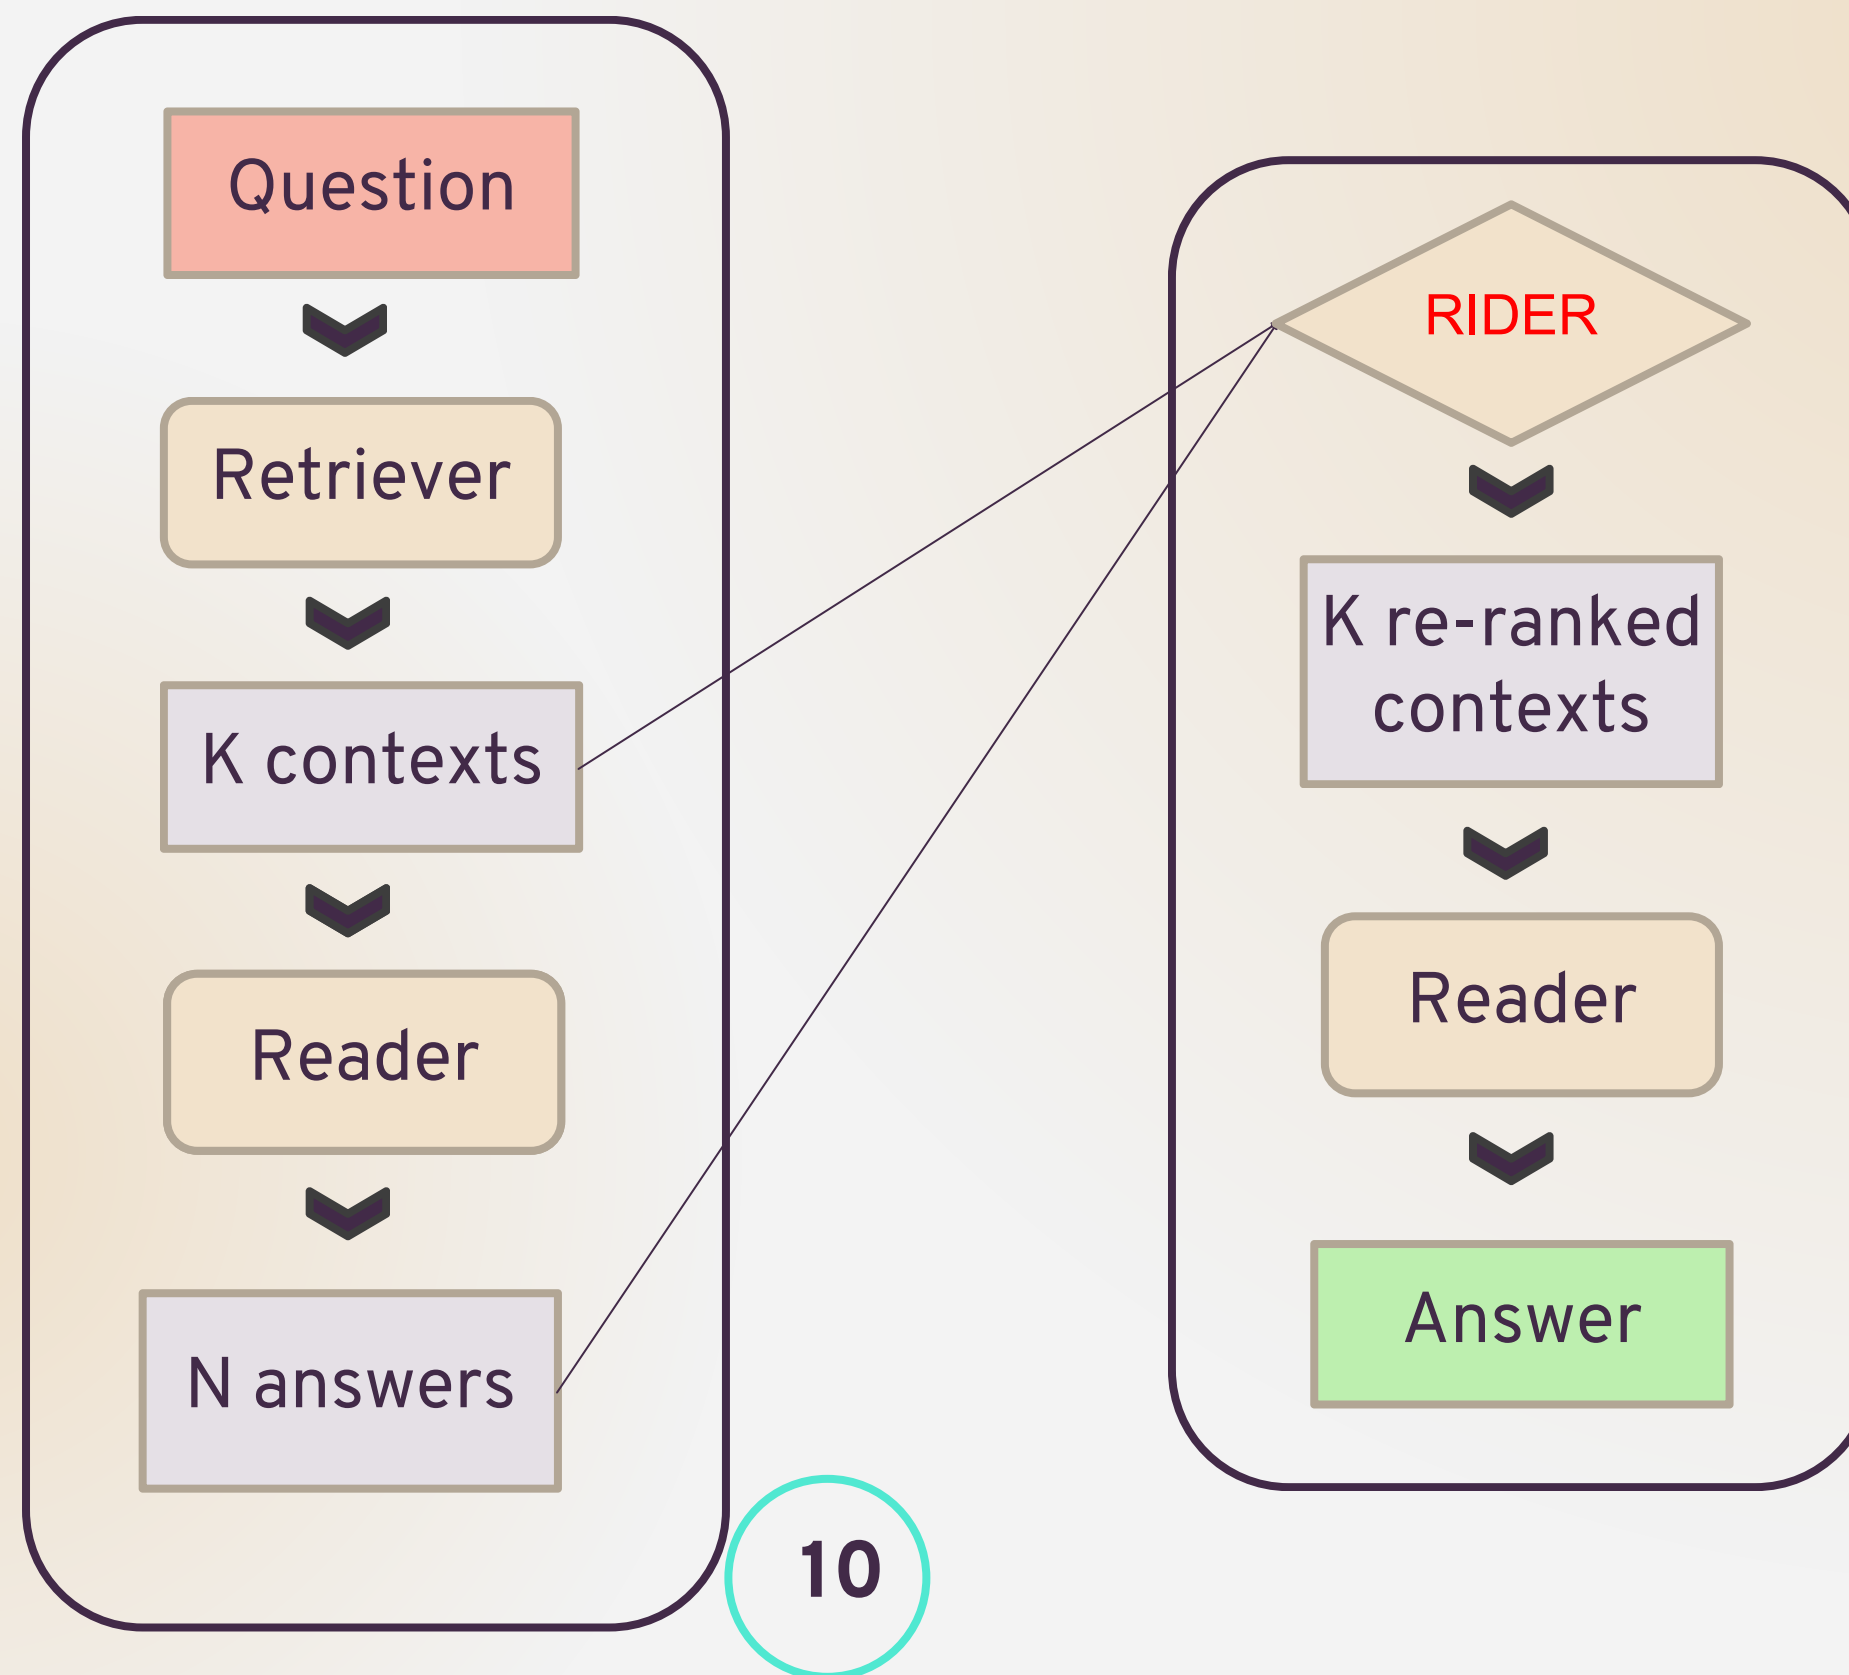 Question
Retriever
K contexts
Reader
N answers
RIDER
K re-ranked
contexts
Reader
Answer
10